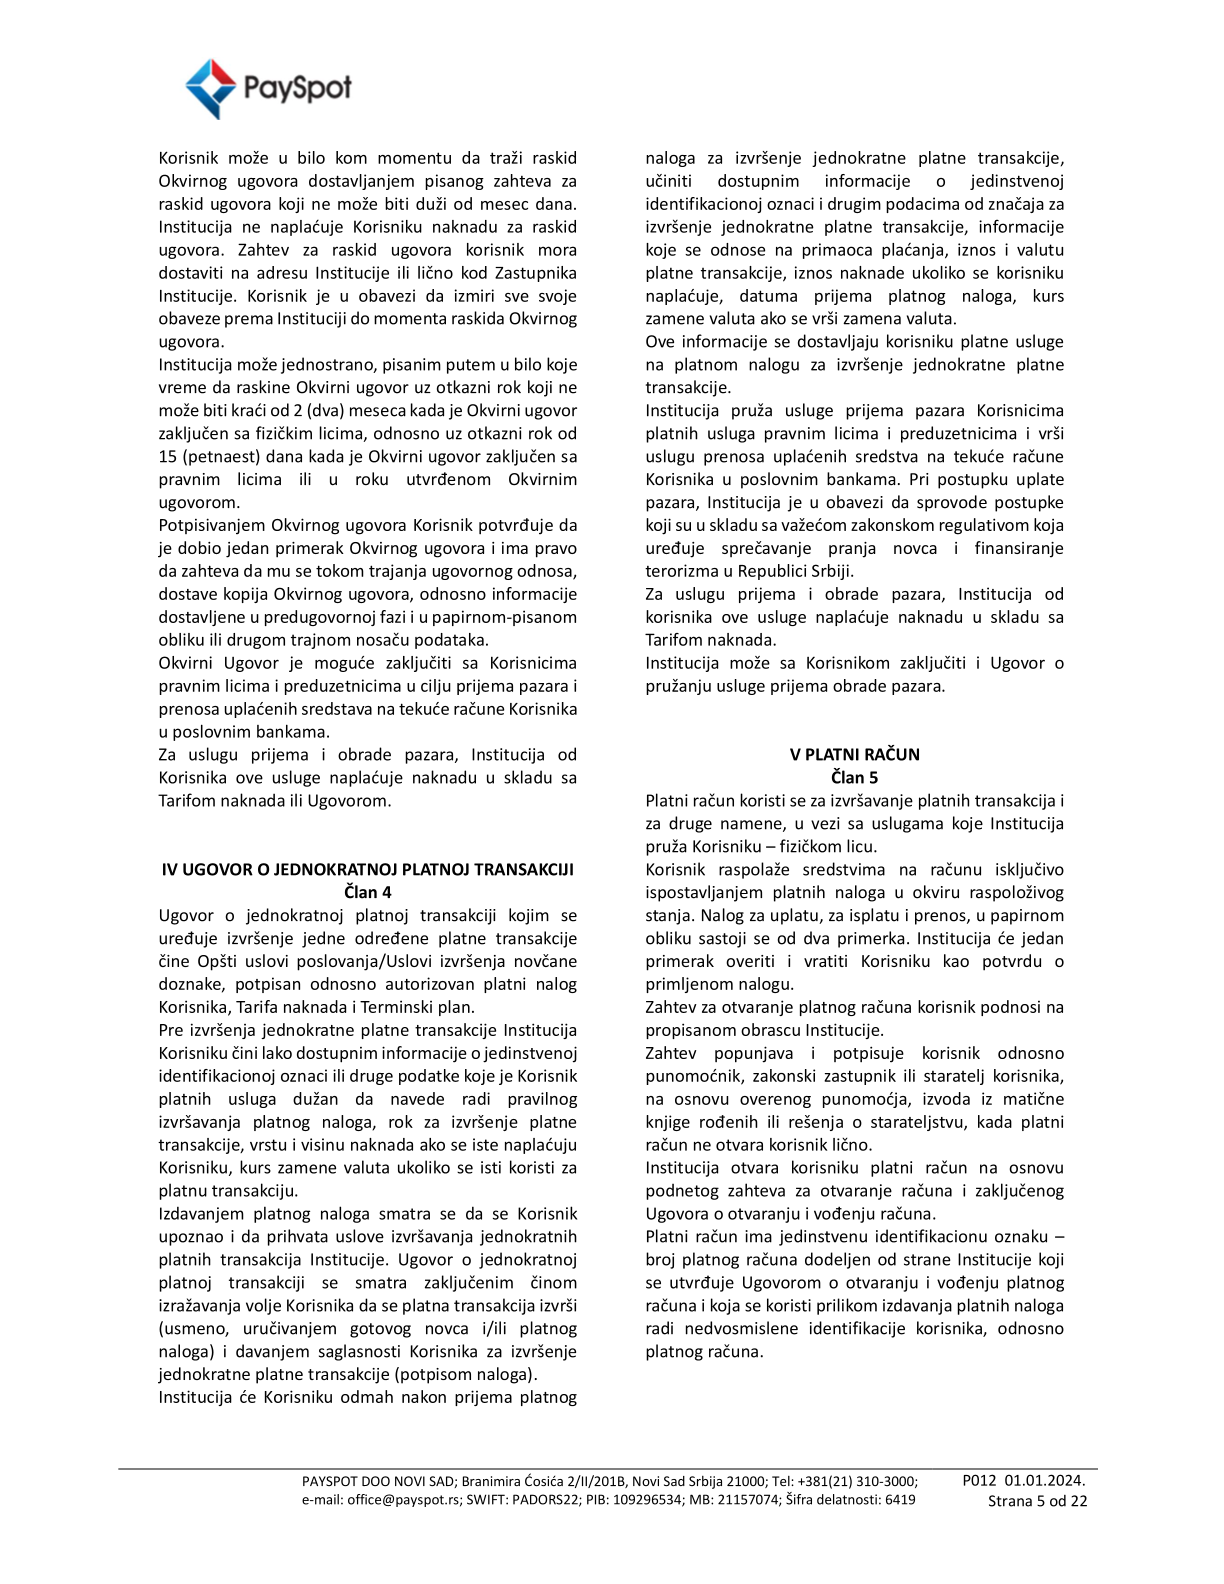 PaySpot
Korisnik može u bilo kom momentu da traži raskid
Okvirnog ugovora dostavljanjem pisanog zahteva za
raskid ugovora koji ne može biti duži od mesec dana.
Institucija ne naplaćuje Korisniku naknadu za raskid
ugovora. Zahtev za raskid ugovora korisnik mora
dostaviti na adresu Institucije ili lično kod Zastupnika
Institucije. Korisnik je u obavezi da izmiri sve svoje
obaveze prema Instituciji do momenta raskida Okvirnog
ugovora.
Institucija može jednostrano, pisanim putem u bilo koje
vreme da raskine Okvirni ugovor uz otkazni rok koji ne
može biti kraći od 2 (dva) meseca kada je Okvirni ugovor
zaključen sa fizičkim licima, odnosno uz otkazni rok od
15 (petnaest) dana kada je Okvirni ugovor zaključen sa
pravnim licima ili u roku utvrđenom Okvirnim
ugovorom.
Potpisivanjem Okvirnog ugovora Korisnik potvrđuje da
je dobio jedan primerak Okvirnog ugovora i ima pravo
da zahteva da mu se tokom trajanja ugovornog odnosa,
dostave kopija Okvirnog ugovora, odnosno informacije
dostavljene u predugovornoj fazi i u papirnom-pisanom
obliku ili drugom trajnom nosaču podataka.
Okvirni Ugovor je moguće zaključiti sa Korisnicima
pravnim licima i preduzetnicima u cilju prijema pazara i
prenosa uplaćenih sredstava na tekuće račune Korisnika
u poslovnim bankama.
Za uslugu prijema i obrade pazara, Institucija od
Korisnika ove usluge naplaćuje naknadu u skladu sa
Tarifom naknada ili Ugovorom.
IV UGOVOR O JEDNOKRATNOJ PLATNOJ TRANSAKCIJI
Član 4
Ugovor o jednokratnoj platnoj transakciji kojim se
uređuje izvršenje jedne određene platne transakcije
čine Opšti uslovi poslovanja/Uslovi izvršenja novčane
doznake, potpisan odnosno autorizovan platni nalog
Korisnika, Tarifa naknada i Terminski plan.
Pre izvršenja jednokratne platne transakcije Institucija
Korisniku čini lako dostupnim informacije o jedinstvenoj
identifikacionoj oznaci ili druge podatke koje je Korisnik
platnih usluga dužan da navede radi pravilnog
izvršavanja platnog naloga, rok za izvršenje platne
transakcije, vrstu i visinu naknada ako se iste naplaćuju
Korisniku, kurs zamene valuta ukoliko se isti koristi za
platnu transakciju.
Izdavanjem platnog naloga smatra se da se Korisnik
upoznao i da prihvata uslove izvršavanja jednokratnih
platnih transakcija Institucije. Ugovor o jednokratnoj
platnoj transakciji se smatra zaključenim činom
izražavanja volje Korisnika da se platna transakcija izvrši
(usmeno, uručivanjem gotovog novca i/ili platnog
naloga) i davanjem saglasnosti Korisnika za izvršenje
jednokratne platne transakcije (potpisom naloga).
Institucija će Korisniku odmah nakon prijema platnog
naloga za izvršenje jednokratne platne transakcije,
učiniti dostupnim informacije o jedinstvenoj
identifikacionoj oznaci i drugim podacima od značaja za
izvršenje jednokratne platne transakcije, informacije
koje se odnose na primaoca plaćanja, iznos i valutu
platne transakcije, iznos naknade ukoliko se korisniku
naplaćuje, datuma prijema platnog naloga, kurs
zamene valuta ako se vrši zamena valuta.
Ove informacije se dostavljaju korisniku platne usluge
na platnom nalogu za izvršenje jednokratne platne
transakcije.
Institucija pruža usluge prijema pazara Korisnicima
platnih usluga pravnim licima i preduzetnicima i vrši
uslugu prenosa uplaćenih sredstva na tekuće račune
Korisnika u poslovnim bankama. Pri postupku uplate
pazara, Institucija je u obavezi da sprovode postupke
koji su u skladu sa važećom zakonskom regulativom koja
uređuje sprečavanje pranja novca i finansiranje
terorizma u Republici Srbiji.
Za uslugu prijema i obrade pazara, Institucija od
korisnika ove usluge naplaćuje naknadu u skladu sa
Tarifom naknada.
Institucija može sa Korisnikom zaključiti i Ugovor o
pružanju usluge prijema obrade pazara.
V PLATNI RAČUN
Član 5
Platni račun koristi se za izvršavanje platnih transakcija i
za druge namene, u vezi sa uslugama koje Institucija
pruža Korisniku – fizičkom licu.
Korisnik raspolaže sredstvima na računu isključivo
ispostavljanjem platnih naloga u okviru raspoloživog
stanja. Nalog za uplatu, za isplatu i prenos, u papirnom
obliku sastoji se od dva primerka. Institucija će jedan
primerak overiti i vratiti Korisniku kao potvrdu o
primljenom nalogu.
Zahtev za otvaranje platnog računa korisnik podnosi na
propisanom obrascu Institucije.
Zahtev popunjava i potpisuje korisnik odnosno
punomoćnik, zakonski zastupnik ili staratelj korisnika,
na osnovu overenog punomoćja, izvoda iz matične
knjige rođenih ili rešenja o starateljstvu, kada platni
račun ne otvara korisnik lično.
Institucija otvara korisniku platni račun na osnovu
podnetog zahteva za otvaranje računa i zaključenog
Ugovora o otvaranju i vođenju računa.
Platni račun ima jedinstvenu identifikacionu oznaku –
broj platnog računa dodeljen od strane Institucije koji
se utvrđuje Ugovorom o otvaranju i vođenju platnog
računa i koja se koristi prilikom izdavanja platnih naloga
radi nedvosmislene identifikacije korisnika, odnosno
platnog računa.
PAYSPOT DOO NOVI SAD; Branimira Ćosića 2/II/201B, Novi Sad Srbija 21000; Tel: +381(21) 310-3000;
e-mail: office@payspot.rs; SWIFT: PADORS22; PIB: 109296534; MB: 21157074; Šifra delatnosti: 6419
P012 01.01.2024.
Strana 5 od 22